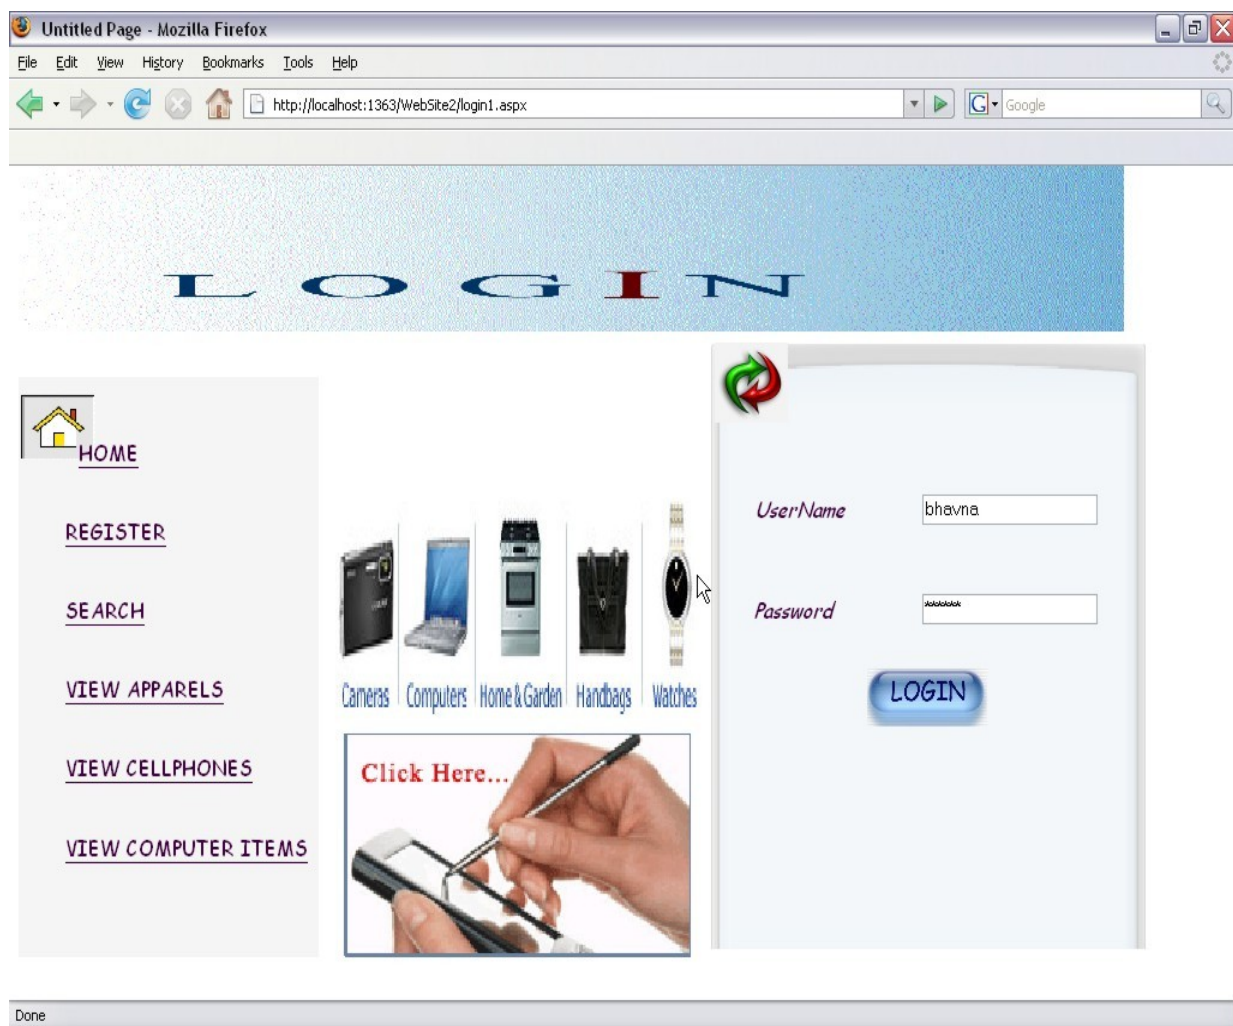 Untitled Page - Mozilla Firefox
File Edit View History Bookmarks Tools Help
http://localhost:1363/WebSite2/login1.aspx
G Google
LOGIN
HOME
REGISTER
SEARCH
VIEW APPARELS
VIEW CELLPHONES
VIEW COMPUTER ITEMS
Cameras Computers Home & Garden Handbags Watches
Click Here...
UserName bhavna
Password *******
LOGIN
Done